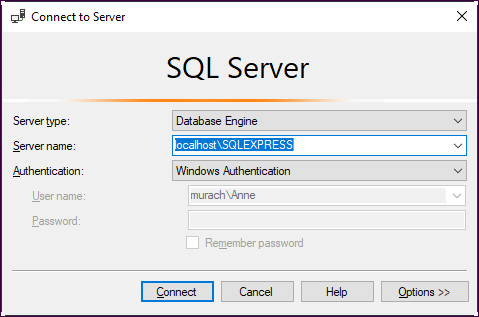 Connect to Server
SQL Server
Server type: Database Engine
Server name: localhost\SQLEXPRESS
Authentication: Windows Authentication
User name: murach\Anne
Password:
Remember password
Connect Cancel Help Options >>